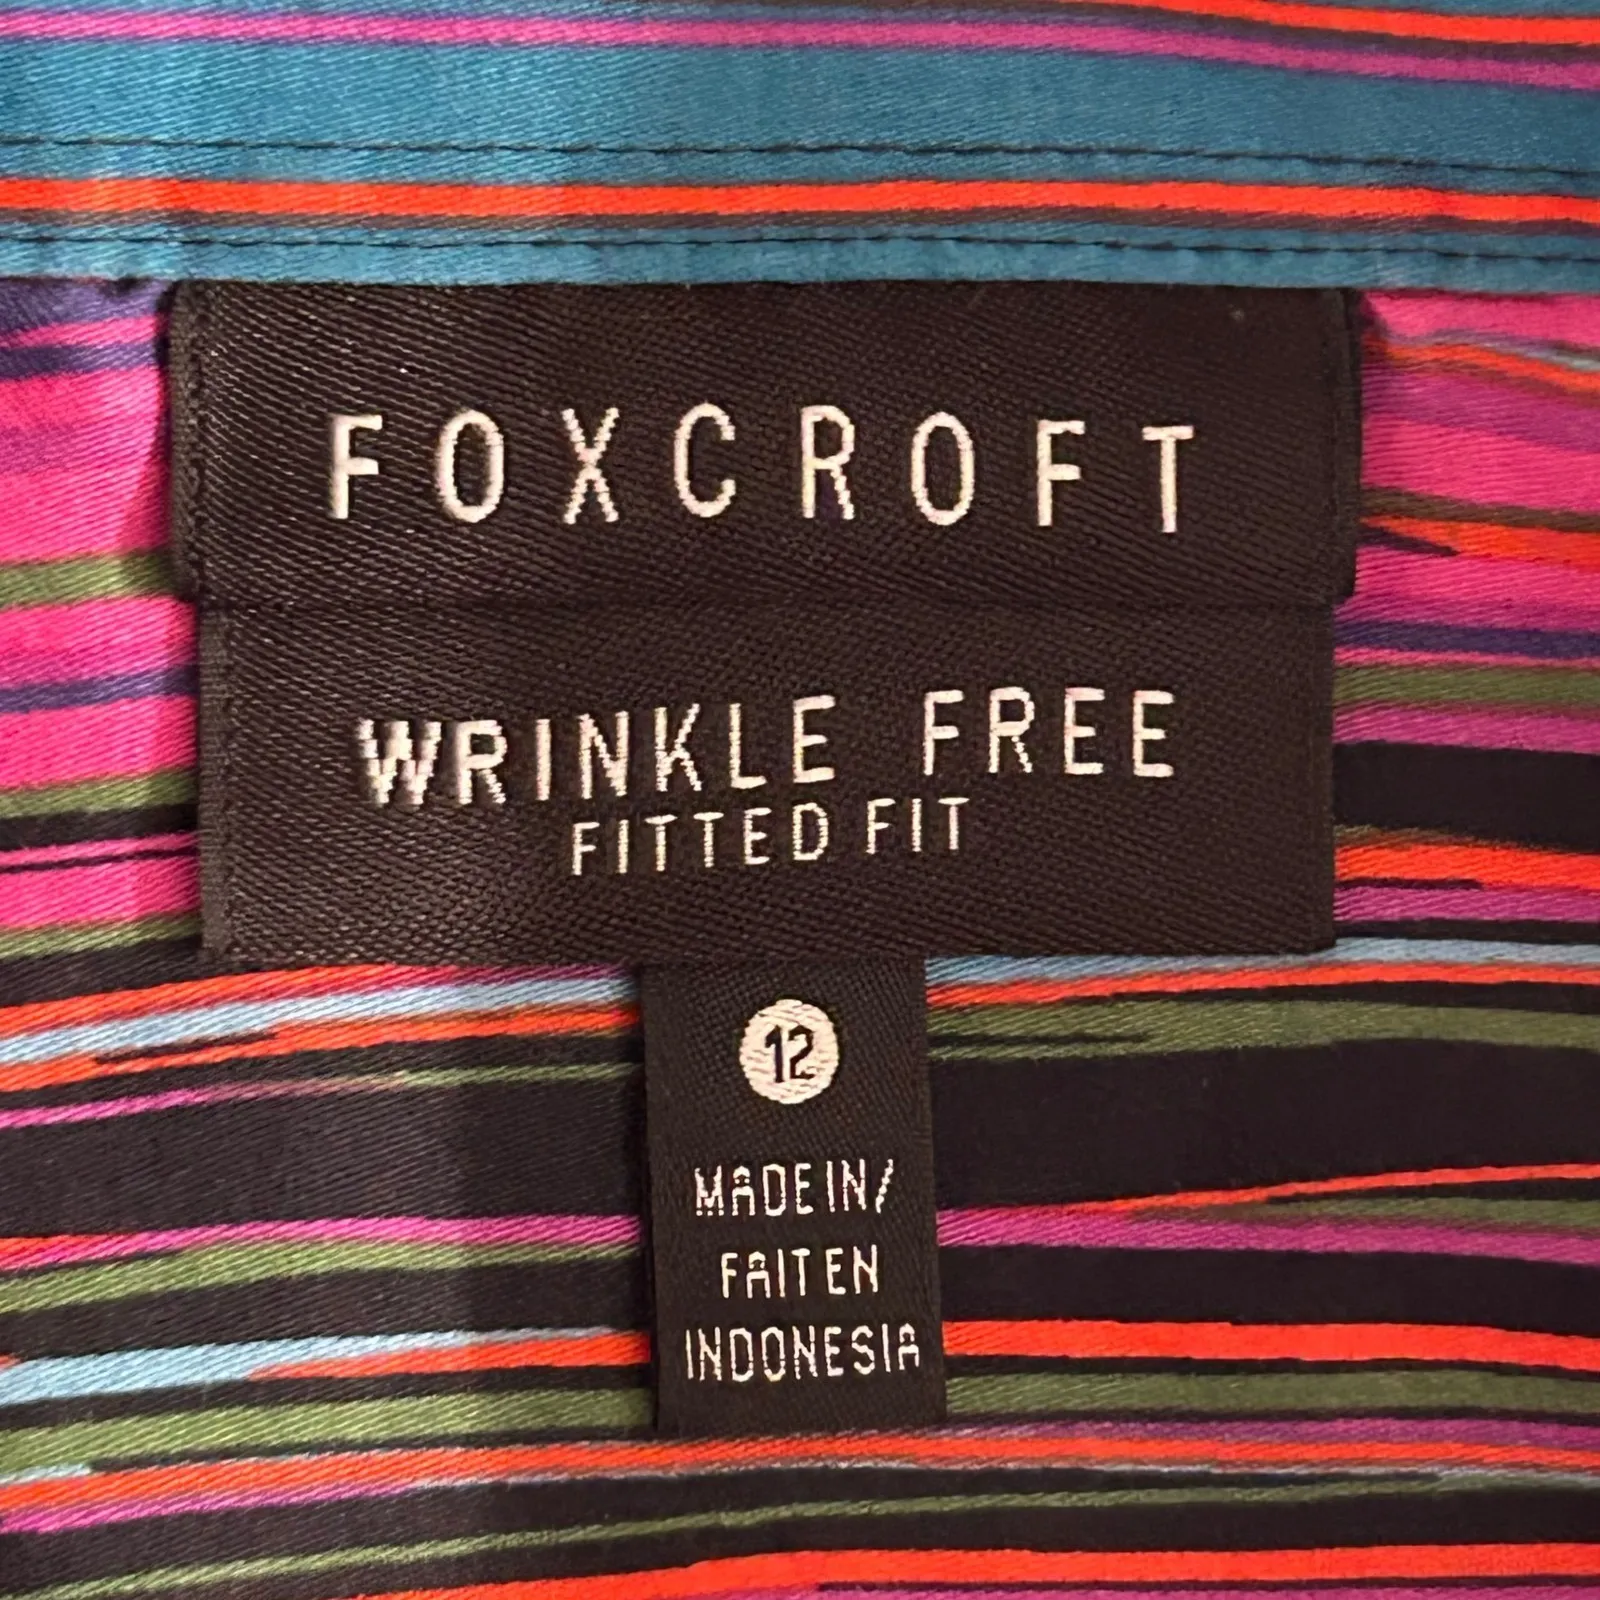 FOXCROFT
WRINKLE FREE
FITTED FIT
12
MADE IN/
FAIT EN
INDONESIA